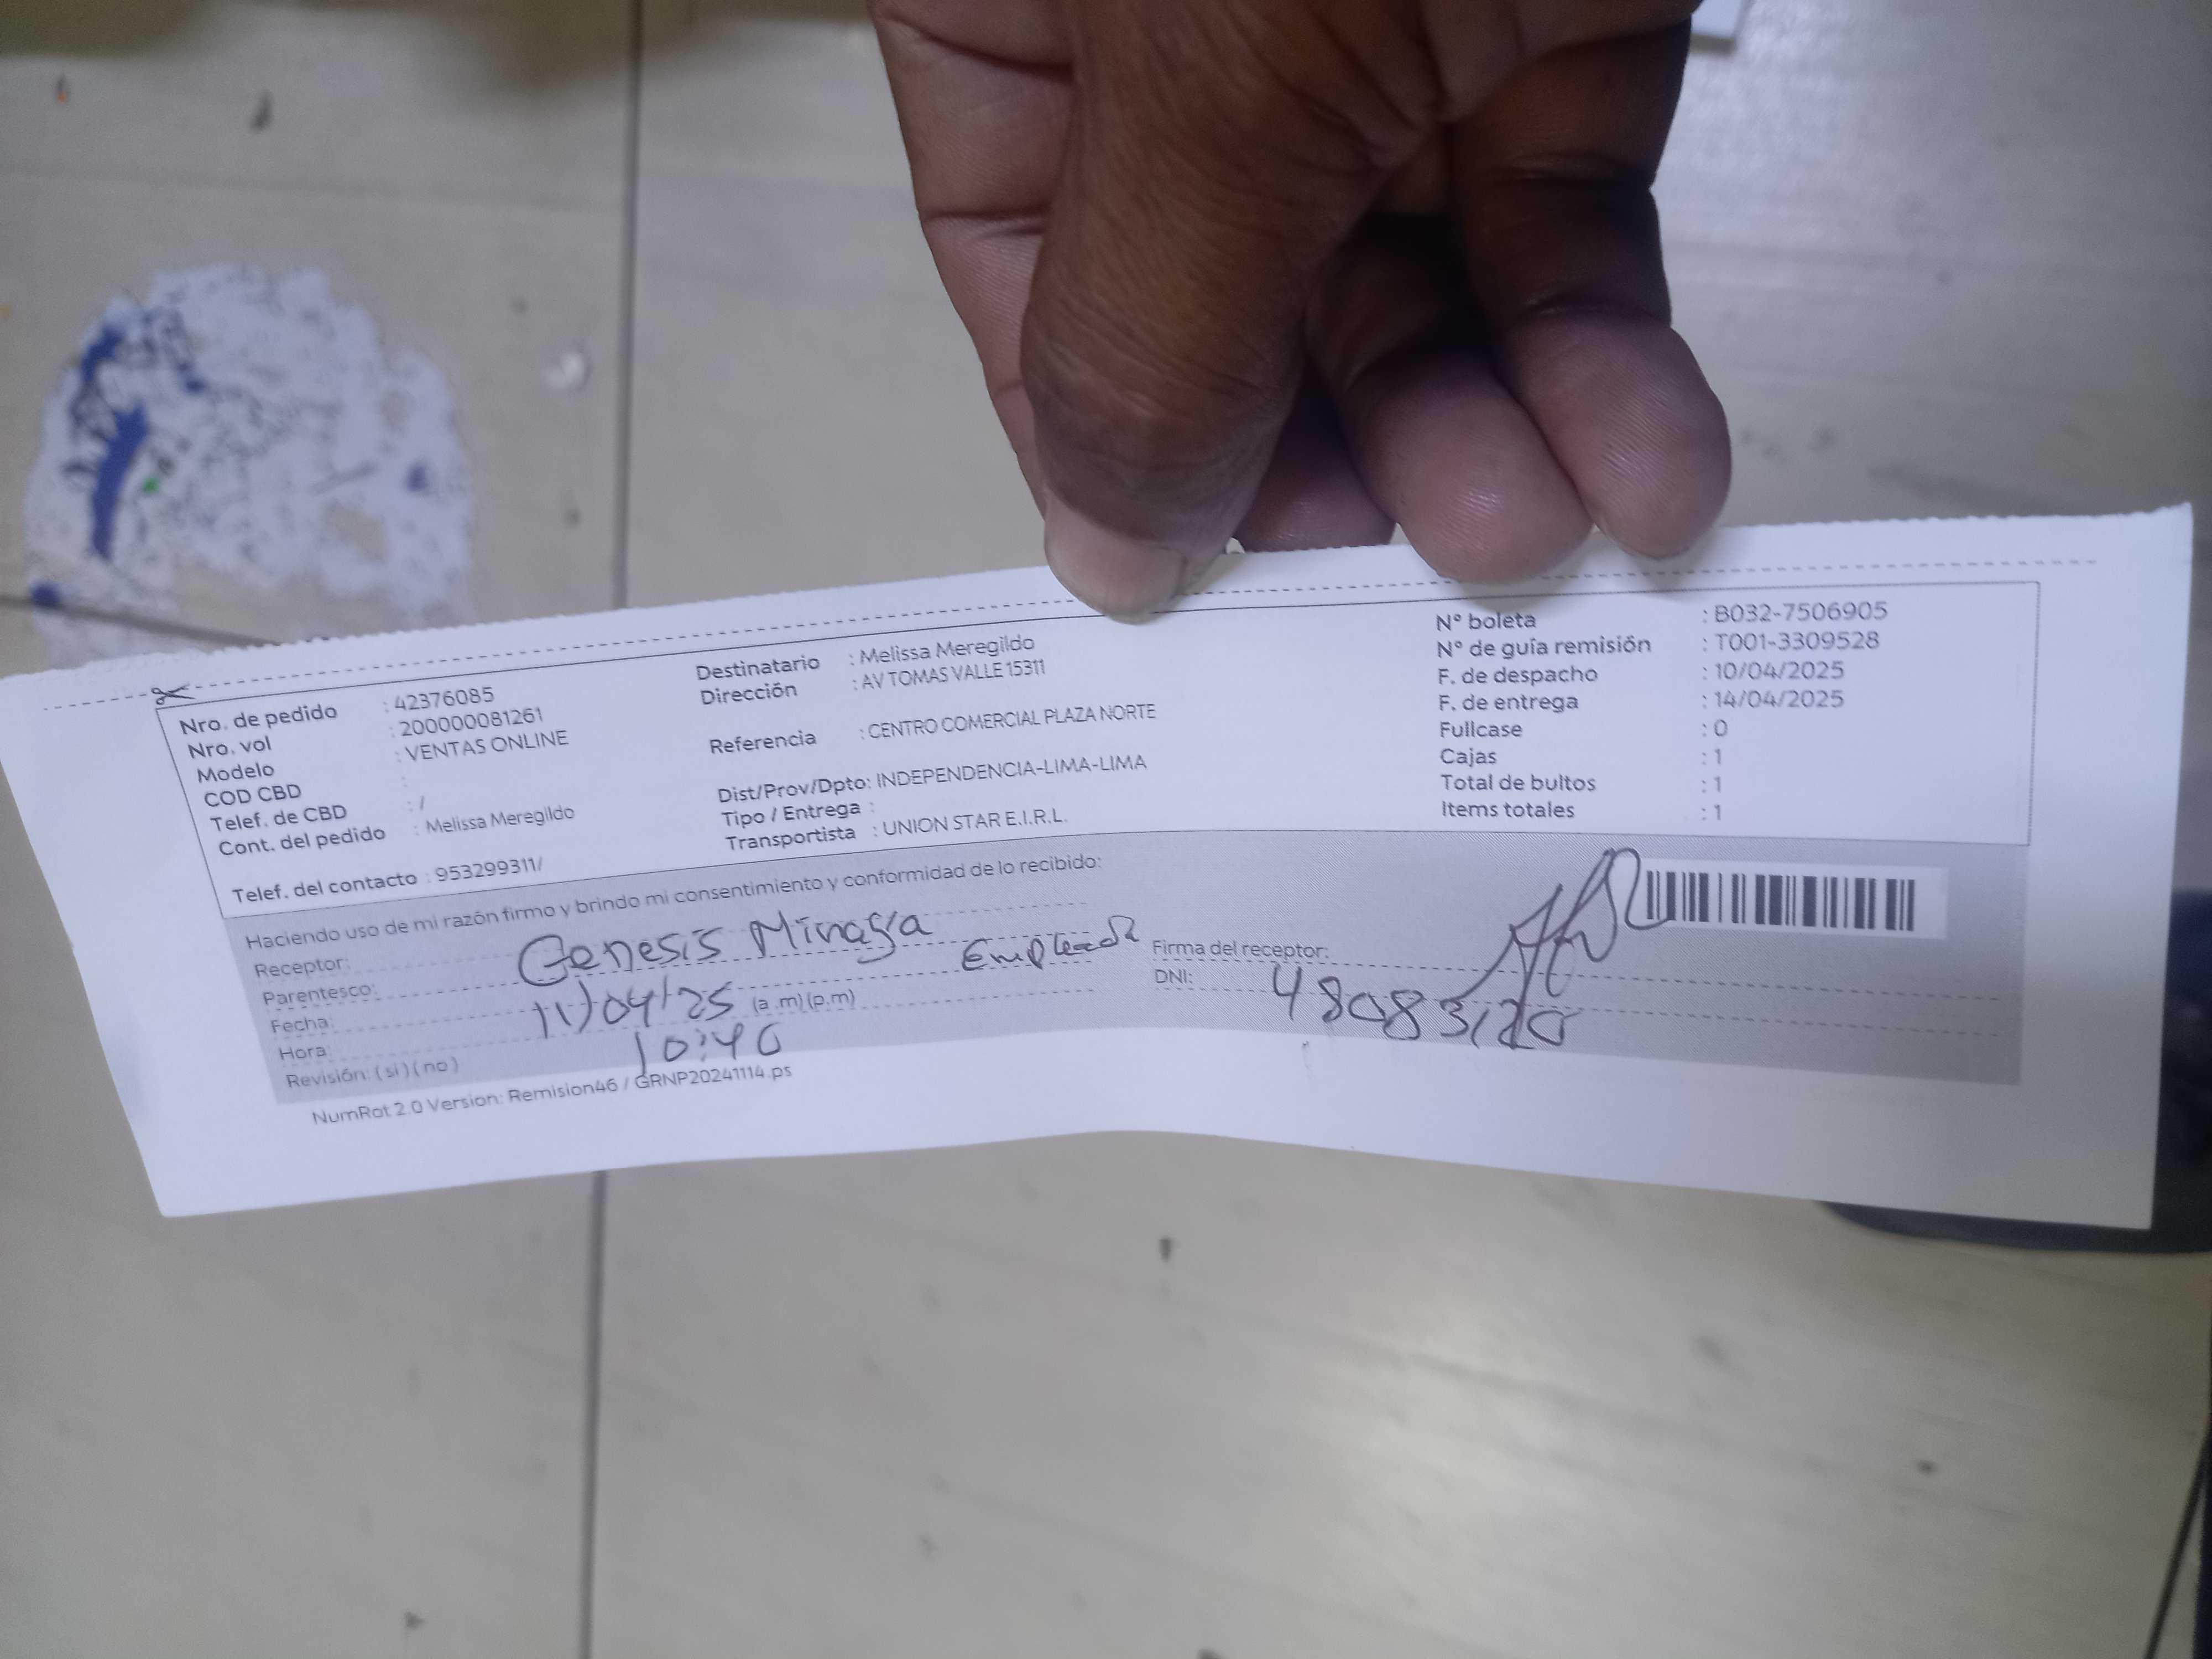 Nro. de pedido : 42376085
Nro. vol : 200000081261
Modelo : VENTAS ONLINE
COD CBD :
Telef. de CBD : /
Cont. del pedido : Melissa Meregildo
Telef. del contacto : 953299311/
Destinatario : Melissa Meregildo
Dirección : AV TOMAS VALLE 15311
Referencia : CENTRO COMERCIAL PLAZA NORTE
Dist/Prov/Dpto: INDEPENDENCIA-LIMA-LIMA
Tipo / Entrega :
Transportista : UNION STAR E.I.R.L.
N° boleta : B032-7506905
N° de guía remisión : T001-3309528
F. de despacho : 10/04/2025
F. de entrega : 14/04/2025
Fullcase : 0
Cajas : 1
Total de bultos : 1
Items totales : 1
Haciendo uso de mi razón firmo y brindo mi consentimiento y conformidad de lo recibido:
Receptor: Genesis Minaya
Parentesco: Empleada
Fecha: 11/04/25 (a .m) (p.m)
Hora: 10:40
Revisión: ( si ) ( no )
Firma del receptor:
DNI:
NumRot 2.0 Version: Remision46 / GRNP20241114.ps